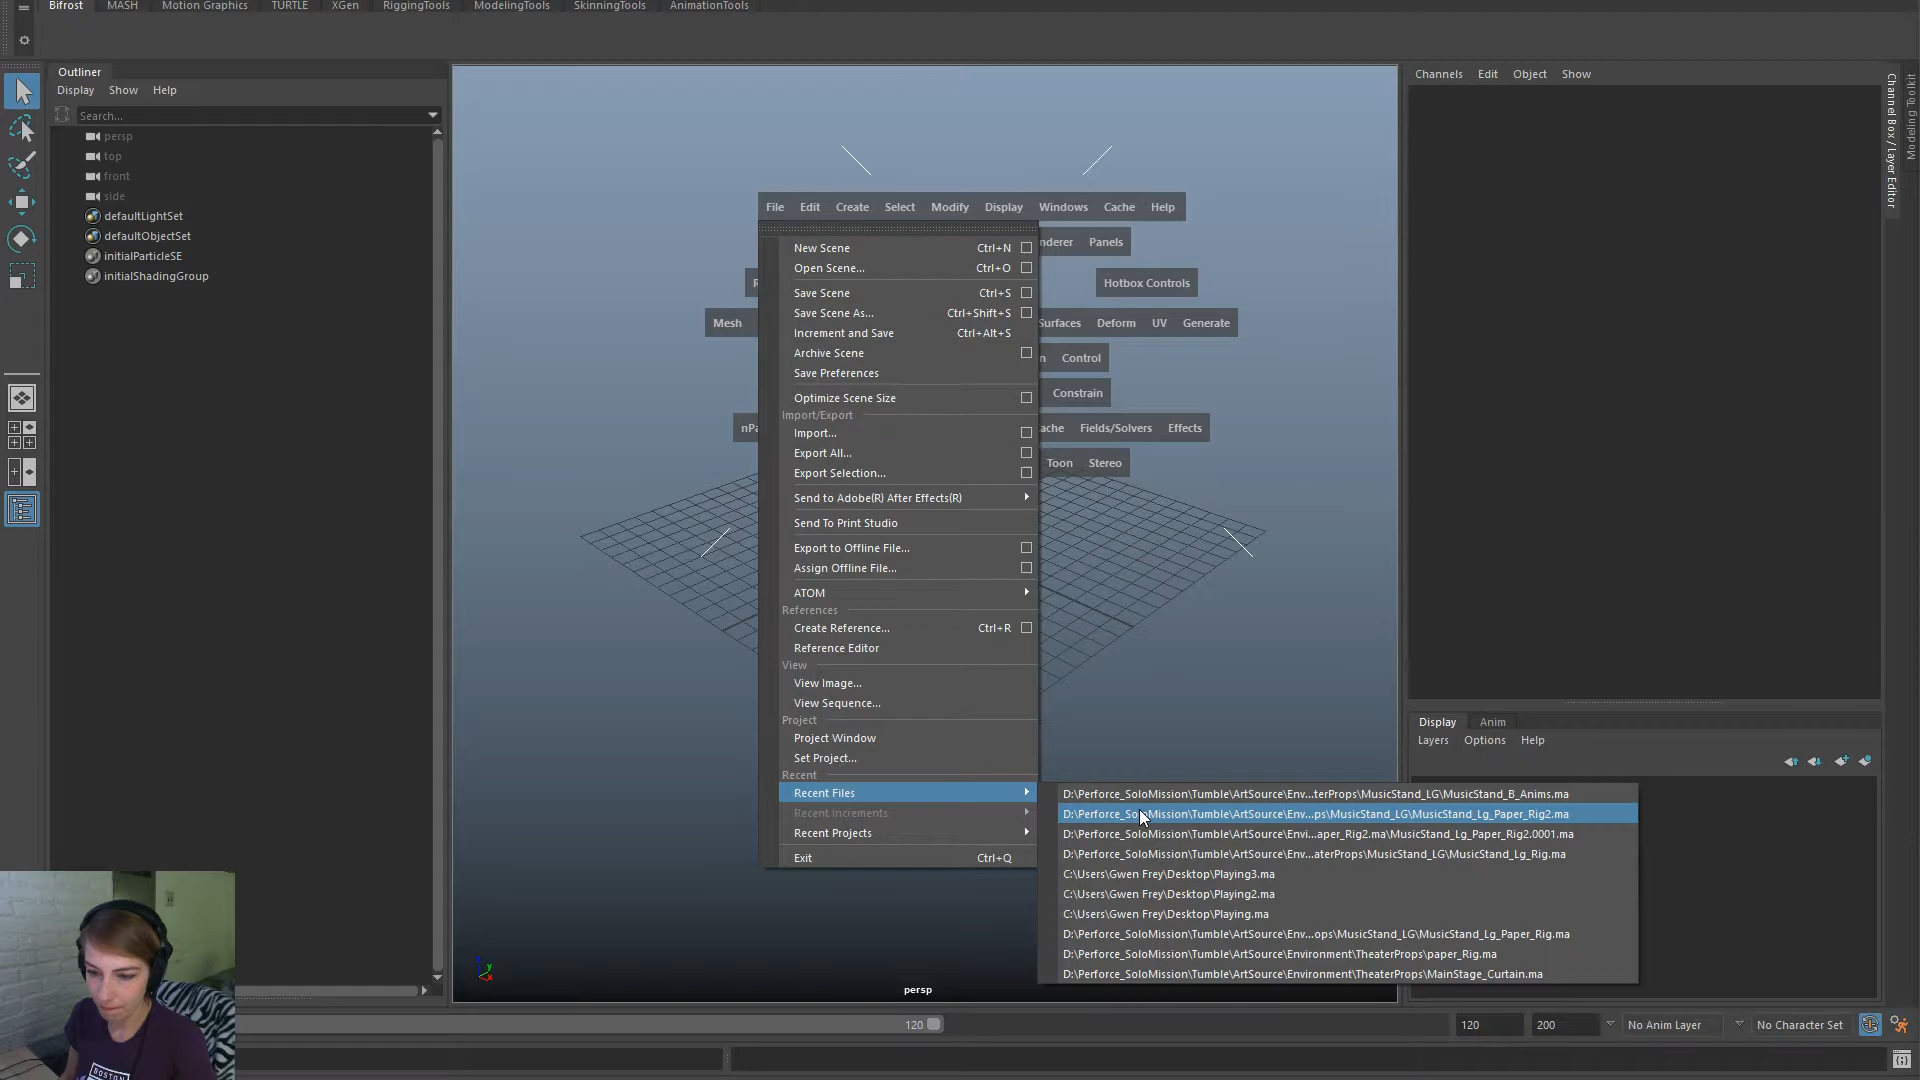 Bifrost MASH Motion Graphics TURTLE XGen RiggingTools ModelingTools SkinningTools AnimationTools
Outliner
Display Show Help
Search...
persp
top
front
side
defaultLightSet
defaultObjectSet
initialParticleSE
initialShadingGroup
File Edit Create Select Modify Display Windows Cache Help
nderer Panels
Hotbox Controls
Mesh
Surfaces Deform UV Generate
n Control
Constrain
nPa
ache Fields/Solvers Effects
Toon Stereo
New Scene Ctrl+N
Open Scene... Ctrl+O
Save Scene Ctrl+S
Save Scene As... Ctrl+Shift+S
Increment and Save Ctrl+Alt+S
Archive Scene
Save Preferences
Optimize Scene Size
Import/Export
Import...
Export All...
Export Selection...
Send to Adobe(R) After Effects(R)
Send To Print Studio
Export to Offline File...
Assign Offline File...
ATOM
References
Create Reference... Ctrl+R
Reference Editor
View
View Image...
View Sequence...
Project
Project Window
Set Project...
Recent
Recent Files
Recent Increments
Recent Projects
Exit Ctrl+Q
D:\Perforce_SoloMission\Tumble\ArtSource\Env...terProps\MusicStand_LG\MusicStand_B_Anims.ma
D:\Perforce_SoloMission\Tumble\ArtSource\Env...ps\MusicStand_LG\MusicStand_Lg_Paper_Rig2.ma
D:\Perforce_SoloMission\Tumble\ArtSource\Envi...aper_Rig2.ma\MusicStand_Lg_Paper_Rig2.0001.ma
D:\Perforce_SoloMission\Tumble\ArtSource\Env...aterProps\MusicStand_LG\MusicStand_Lg_Rig.ma
C:\Users\Gwen Frey\Desktop\Playing3.ma
C:\Users\Gwen Frey\Desktop\Playing2.ma
C:\Users\Gwen Frey\Desktop\Playing.ma
D:\Perforce_SoloMission\Tumble\ArtSource\Env...ops\MusicStand_LG\MusicStand_Lg_Paper_Rig.ma
D:\Perforce_SoloMission\Tumble\ArtSource\Environment\TheaterProps\paper_Rig.ma
D:\Perforce_SoloMission\Tumble\ArtSource\Environment\TheaterProps\MainStage_Curtain.ma
y
x
persp
Channels Edit Object Show
Channel Box / Layer Editor
Modeling Toolkit
Display Anim
Layers Options Help
120
120 200 No Anim Layer No Character Set
BOSTON